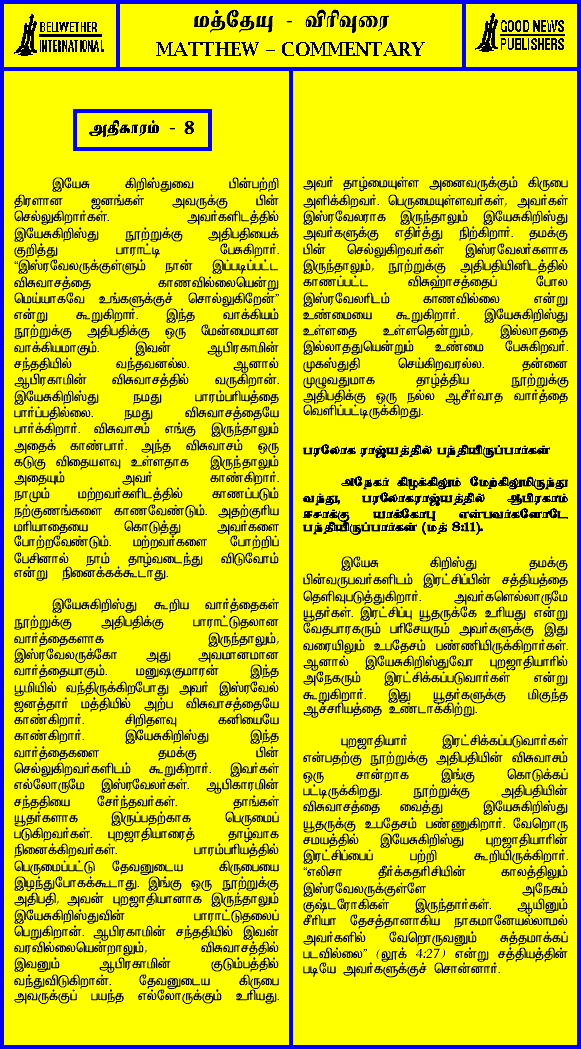 BELLWETHER
INTERNATIONAL
மத்தேயு - விரிவுரை
MATTHEW – COMMENTARY
GOOD NEWS
PUBLISHERS
அதிகாரம் - 8
இயேசு கிறிஸ்துவை பின்பற்றி
திரளான ஜனங்கள் அவருக்கு பின்
செல்லுகிறார்கள். அவர்களிடத்தில்
இயேசுகிறிஸ்து நூற்றுக்கு அதிபதியைக்
குறித்து பாராட்டி பேசுகிறார்.
“இஸ்ரவேலருக்குள்ளும் நான் இப்படிப்பட்ட
விசுவாசத்தை காணவில்லையென்று
மெய்யாகவே உங்களுக்குச் சொல்லுகிறேன்”
என்று கூறுகிறார். இந்த வாக்கியம்
நூற்றுக்கு அதிபதிக்கு ஒரு மேன்மையான
வாக்கியமாகும். இவன் ஆபிரகாமின்
சந்ததியில் வந்தவனல்ல. ஆனால்
ஆபிரகாமின் விசுவாசத்தில் வருகிறான்.
இயேசுகிறிஸ்து நமது பாரம்பரியத்தை
பார்ப்பதில்லை. நமது விசுவாசத்தையே
பார்க்கிறார். விசுவாசம் எங்கு இருந்தாலும்
அதைக் காண்பார். அந்த விசுவாசம் ஒரு
கடுகு விதையளவு உள்ளதாக இருந்தாலும்
அதையும் அவர் காண்கிறார்.
நாமும் மற்றவர்களிடத்தில் காணப்படும்
நற்குணங்களை காணவேண்டும். அதற்குரிய
மரியாதையை கொடுத்து அவர்களை
போற்றவேண்டும். மற்றவர்களை போற்றிப்
பேசினால் நாம் தாழ்வடைந்து விடுவோம்
என்று நினைக்கக்கூடாது.
இயேசுகிறிஸ்து கூறிய வார்த்தைகள்
நூற்றுக்கு அதிபதிக்கு பாராட்டுதலான
வார்த்தைகளாக இருந்தாலும்,
இஸ்ரவேலருக்கோ அது அவமானமான
வார்த்தையாகும். மனுஷகுமாரன் இந்த
பூமியில் வந்திருக்கிறபோது அவர் இஸ்ரவேல்
ஜனத்தார் மத்தியில் அற்ப விசுவாசத்தையே
காண்கிறார். சிறிதளவு கனியையே
காண்கிறார். இயேசுகிறிஸ்து இந்த
வார்த்தைகளை தமக்கு பின்
செல்லுகிறவர்களிடம் கூறுகிறார். இவர்கள்
எல்லோருமே இஸ்ரவேலர்கள். ஆபிகாரமின்
சந்ததியை சேர்ந்தவர்கள். தாங்கள்
யூதர்களாக இருப்பதற்காக பெருமைப்
படுகிறவர்கள். புறஜாதியாரைத் தாழ்வாக
நினைக்கிறவர்கள். பாரம்பரியத்தில்
பெருமைப்பட்டு தேவனுடைய கிருபையை
இழந்துபோகக்கூடாது. இங்கு ஒரு நூற்றுக்கு
அதிபதி, அவன் புறஜாதியானாக இருந்தாலும்
இயேசுகிறிஸ்துவின் பாராட்டுதலைப்
பெறுகிறான். ஆபிரகாமின் சந்ததியில் இவன்
வரவில்லையென்றாலும், விசுவாசத்தில்
இவனும் ஆபிரகாமின் குடும்பத்தில்
வந்துவிடுகிறான். தேவனுடைய கிருபை
அவருக்குப் பயந்த எல்லோருக்கும் உரியது.
அவர் தாழ்மையுள்ள அனைவருக்கும் கிருபை
அளிக்கிறவர். பெருமையுள்ளவர்கள், அவர்கள்
இஸ்ரவேலராக இருந்தாலும் இயேசுகிறிஸ்து
அவர்களுக்கு எதிர்த்து நிற்கிறார். தமக்கு
பின் செல்லுகிறவர்கள் இஸ்ரவேலர்களாக
இருந்தாலும், நூற்றுக்கு அதிபதியினிடத்தில்
காணப்பட்ட விசுஹாசத்தைப் போல
இஸ்ரவேலரிடம் காணவில்லை என்று
உண்மையை கூறுகிறார். இயேசுகிறிஸ்து
உள்ளதை உள்ளதென்றும், இல்லாததை
இல்லாததுயென்றும் உண்மை பேசுகிறவர்.
முகஸ்துதி செய்கிறவரல்ல. தன்னை
முழுவதுமாக தாழ்த்திய நூற்றுக்கு
அதிபதிக்கு ஒரு நல்ல ஆசீர்வாத வார்த்தை
வெளிப்பட்டிருக்கிறது.
பரலோக ராஜ்யத்தில் பந்தியிருப்பார்கள்
அநேகர் கிழக்கிலும் மேற்கிலுமிருந்து
வந்து, பரலோகராஜ்யத்தில் ஆபிரகாம்
ஈசாக்கு யாக்கோபு என்பவர்களோடே
பந்தியிருப்பார்கள் (மத் 8:11).
இயேசு கிறிஸ்து தமக்கு
பின்வருபவர்களிடம் இரட்சிப்பின் சத்தியத்தை
தெளிவுபடுத்துகிறார். அவர்களெல்லாருமே
யூதர்கள். இரட்சிப்பு யூதருக்கே உரியது என்று
வேதபாரகரும் பரிசேயரும் அவர்களுக்கு இது
வரையிலும் உபதேசம் பண்ணியிருக்கிறார்கள்.
ஆனால் இயேசுகிறிஸ்துவோ புறஜாதியாரில்
அநேகரும் இரட்சிக்கப்படுவார்கள் என்று
கூறுகிறார். இது யூதர்களுக்கு மிகுந்த
ஆச்சரியத்தை உண்டாக்கிற்று.
புறஜாதியார் இரட்சிக்கப்படுவார்கள்
என்பதற்கு நூற்றுக்கு அதிபதியின் விசுவாசம்
ஒரு சான்றாக இங்கு கொடுக்கப்
பட்டிருக்கிறது. நூற்றுக்கு அதிபதியின்
விசுவாசத்தை வைத்து இயேசுகிறிஸ்து
யூதருக்கு உபதேசம் பண்ணுகிறார். வேறொரு
சமயத்தில் இயேசுகிறிஸ்து புறஜாதியாரின்
இரட்சிப்பைப் பற்றி கூறியிருக்கிறார்.
“எலிசா தீர்க்கதரிசியின் காலத்திலும்
இஸ்ரவேலருக்குள்ளே அநேகம்
குஷ்டரோகிகள் இருந்தார்கள். ஆயினும்
சீரியா தேசத்தானாகிய நாகமானேயல்லாமல்
அவர்களில் வேறொருவனும் சுத்தமாக்கப்
படவில்லை” (லூக் 4:27) என்று சத்தியத்தின்
படியே அவர்களுக்குச் சொன்னார்.